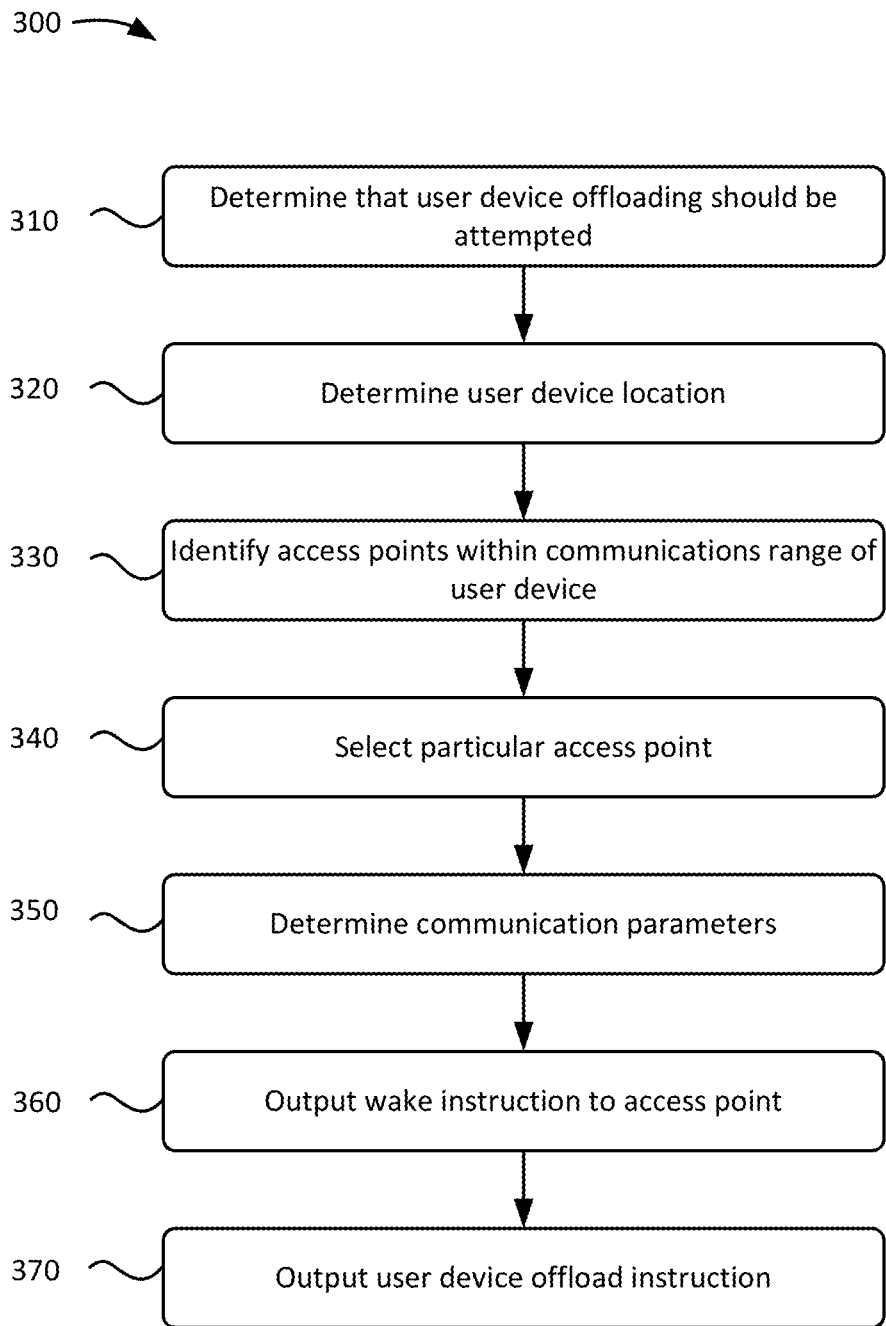 300
310
Determine that user device offloading should be
attempted
320
Determine user device location
330
Identify access points within communications range of
user device
340
Select particular access point
350
Determine communication parameters
360
Output wake instruction to access point
370
Output user device offload instruction